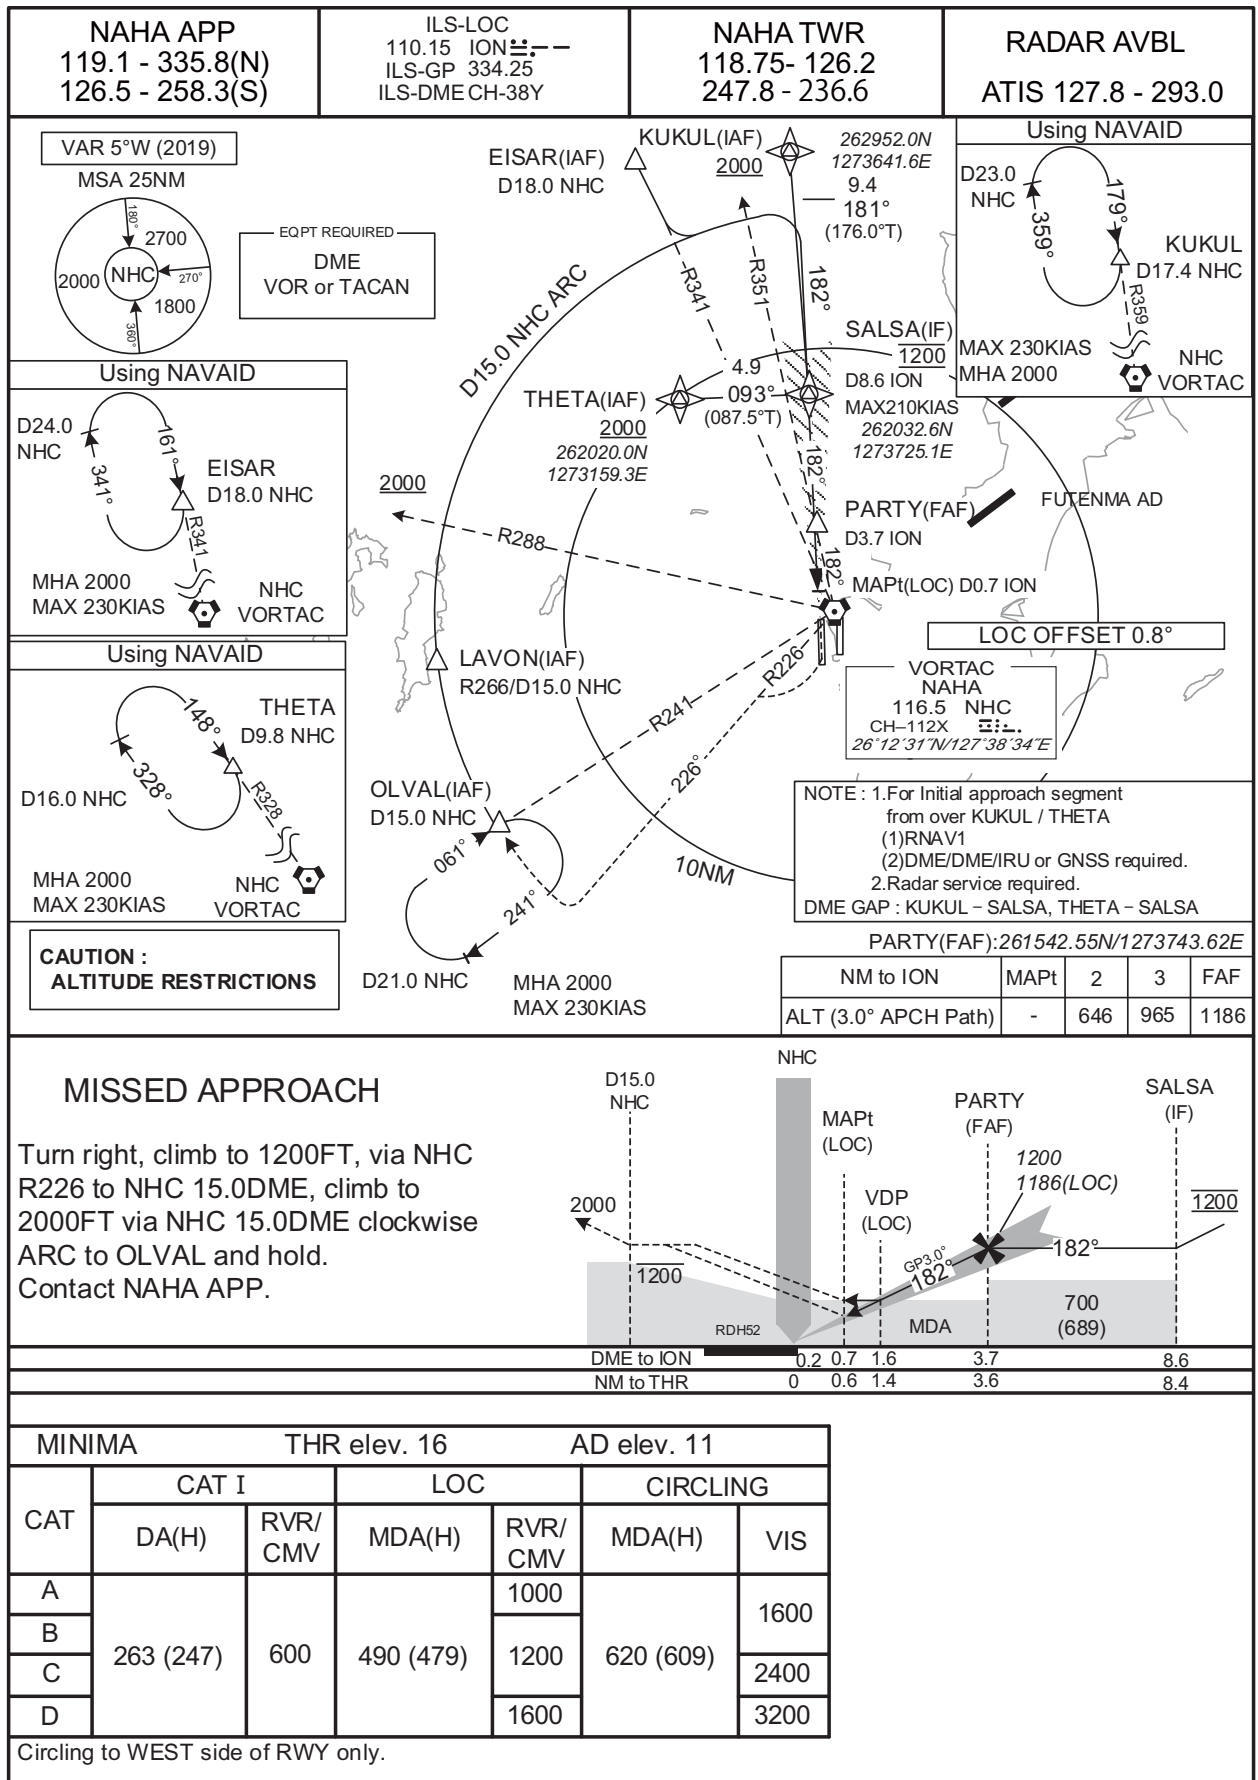 NAHA APP
119.1 - 335.8(N)
126.5 - 258.3(S)
ILS-LOC
110.15 ION
ILS-GP 334.25
ILS-DME CH-38Y
NAHA TWR
118.75- 126.2
247.8 - 236.6
RADAR AVBL
ATIS 127.8 - 293.0
VAR 5°W (2019)
MSA 25NM
180°
2700
2000
NHC
270°
1800
360°
EQPT REQUIRED
DME
VOR or TACAN
EISAR(IAF)
D18.0 NHC
KUKUL(IAF)
2000
262952.0N
1273641.6E
9.4
181°
(176.0°T)
Using NAVAID
D23.0
NHC
179°
359°
KUKUL
D17.4 NHC
R359
MAX 230KIAS
MHA 2000
NHC
VORTAC
D15.0 NHC ARC
R341
R351
182°
SALSA(IF)
1200
D8.6 ION
MAX210KIAS
262032.6N
1273725.1E
4.9
093°
(087.5°T)
THETA(IAF)
2000
262020.0N
1273159.3E
182°
Using NAVAID
D24.0
NHC
161°
341°
EISAR
D18.0 NHC
R341
MHA 2000
MAX 230KIAS
NHC
VORTAC
2000
R288
PARTY(FAF)
D3.7 ION
FUTENMA AD
182°
MAPt(LOC) D0.7 ION
LOC OFFSET 0.8°
Using NAVAID
THETA
D9.8 NHC
148°
328°
D16.0 NHC
R328
MHA 2000
MAX 230KIAS
NHC
VORTAC
LAVON(IAF)
R266/D15.0 NHC
R226
R241
VORTAC
NAHA
116.5 NHC
CH–112X
26°12´31˝N/127°38´34˝E
226°
OLVAL(IAF)
D15.0 NHC
061°
241°
D21.0 NHC
MHA 2000
MAX 230KIAS
10NM
NOTE : 1.For Initial approach segment
from over KUKUL / THETA
(1)RNAV1
(2)DME/DME/IRU or GNSS required.
2.Radar service required.
DME GAP : KUKUL – SALSA, THETA – SALSA
CAUTION :
ALTITUDE RESTRICTIONS
PARTY(FAF):261542.55N/1273743.62E
NM to ION MAPt 2 3 FAF
ALT (3.0° APCH Path) - 646 965 1186
MISSED APPROACH
Turn right, climb to 1200FT, via NHC
R226 to NHC 15.0DME, climb to
2000FT via NHC 15.0DME clockwise
ARC to OLVAL and hold.
Contact NAHA APP.
D15.0
NHC
NHC
MAPt
(LOC)
VDP
(LOC)
PARTY
(FAF)
SALSA
(IF)
1200
1186(LOC)
1200
2000
1200
GP3.0°
182°
182°
RDH52
MDA
700
(689)
DME to ION 0.2 0.7 1.6 3.7 8.6
NM to THR 0 0.6 1.4 3.6 8.4
MINIMA THR elev. 16 AD elev. 11
CAT CAT I LOC CIRCLING
DA(H) RVR/CMV MDA(H) RVR/CMV MDA(H) VIS
A 1000 1600
B 263 (247) 600 490 (479) 1200 620 (609)
C 2400
D 1600 3200
Circling to WEST side of RWY only.